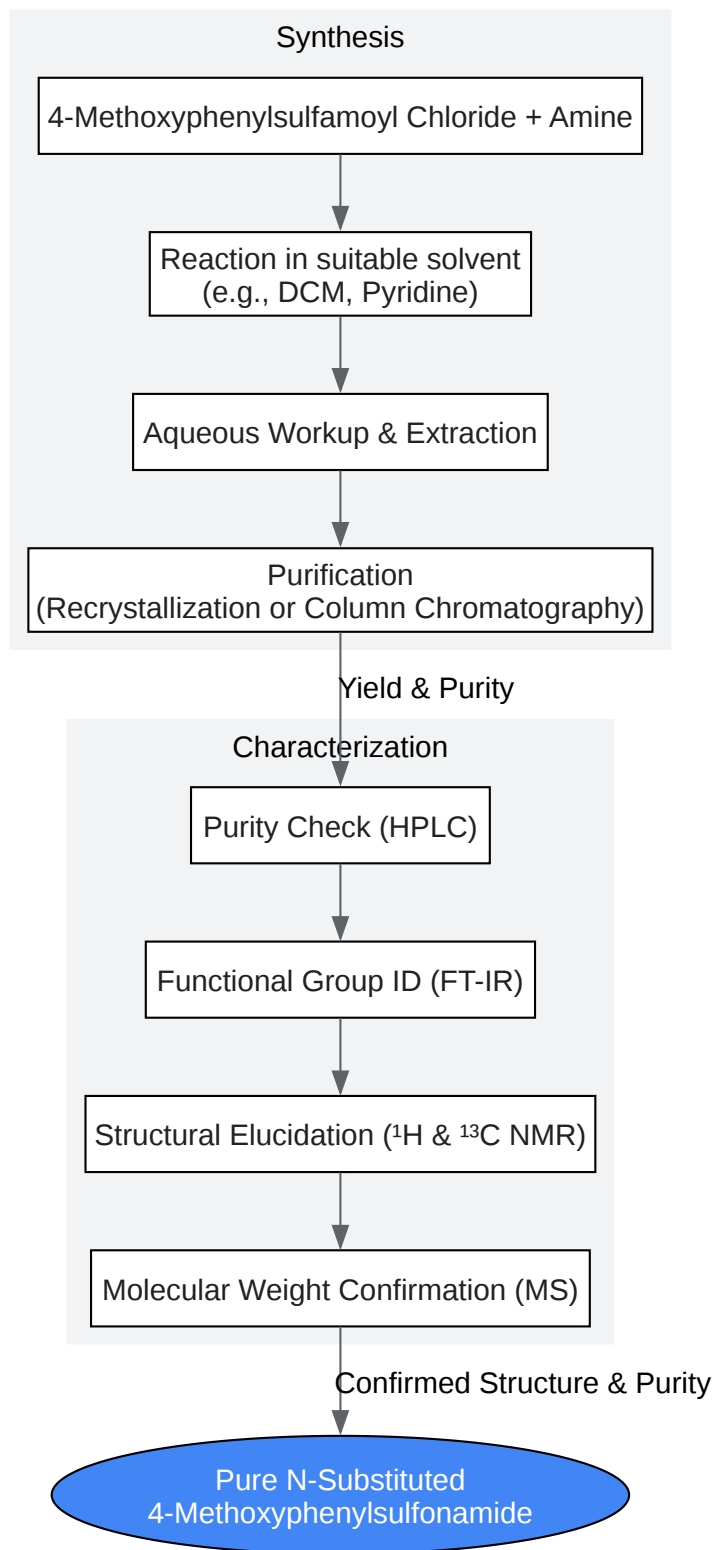 Synthesis
4-Methoxyphenylsulfamoyl Chloride + Amine
Reaction in suitable solvent
(e.g., DCM, Pyridine)
Aqueous Workup & Extraction
Purification
(Recrystallization or Column Chromatography)
Yield & Purity
Characterization
Purity Check (HPLC)
Functional Group ID (FT-IR)
Structural Elucidation (¹H & ¹³C NMR)
Molecular Weight Confirmation (MS)
Confirmed Structure & Purity
Pure N-Substituted
4-Methoxyphenylsulfonamide